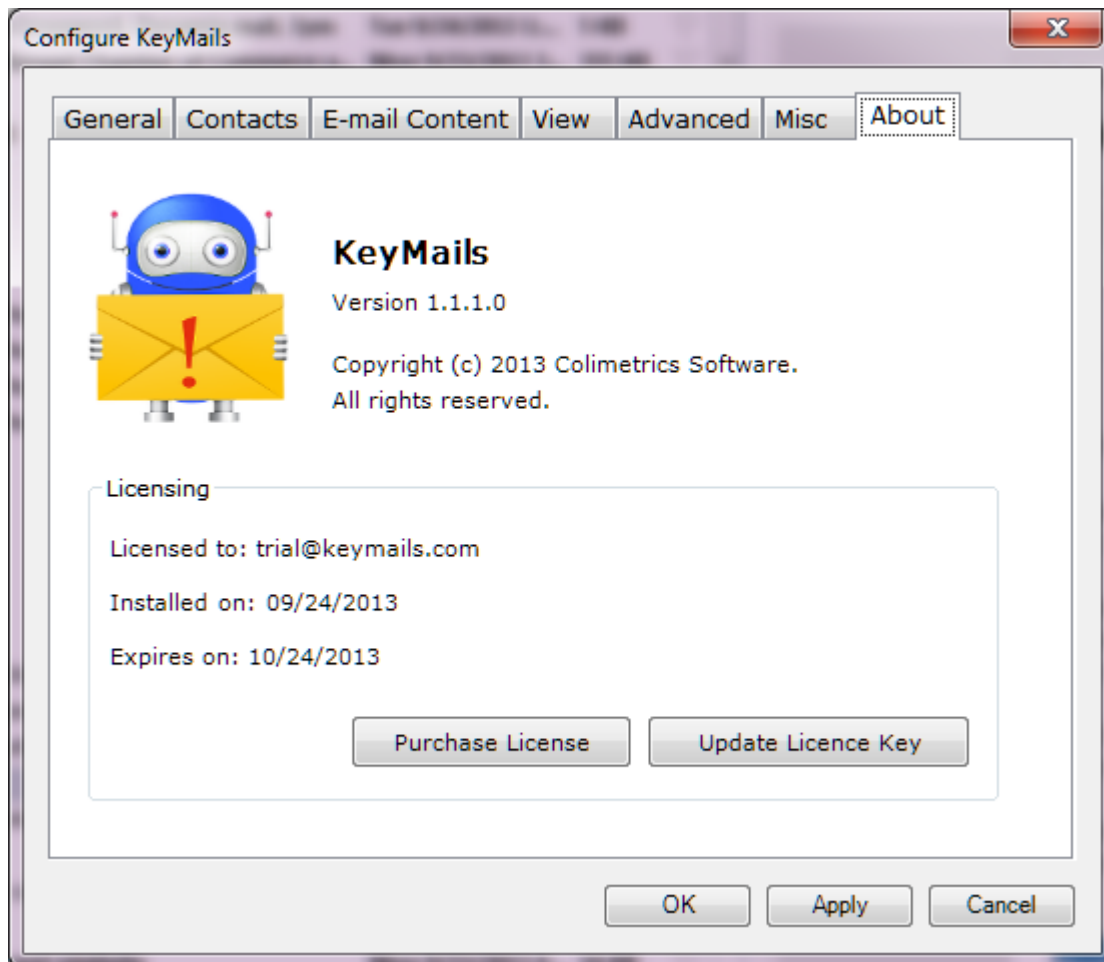 Configure KeyMails
General Contacts E-mail Content View Advanced Misc About
KeyMails
Version 1.1.1.0
Copyright (c) 2013 Colimetrics Software.
All rights reserved.
Licensing
Licensed to: trial@keymails.com
Installed on: 09/24/2013
Expires on: 10/24/2013
Purchase License Update Licence Key
OK Apply Cancel